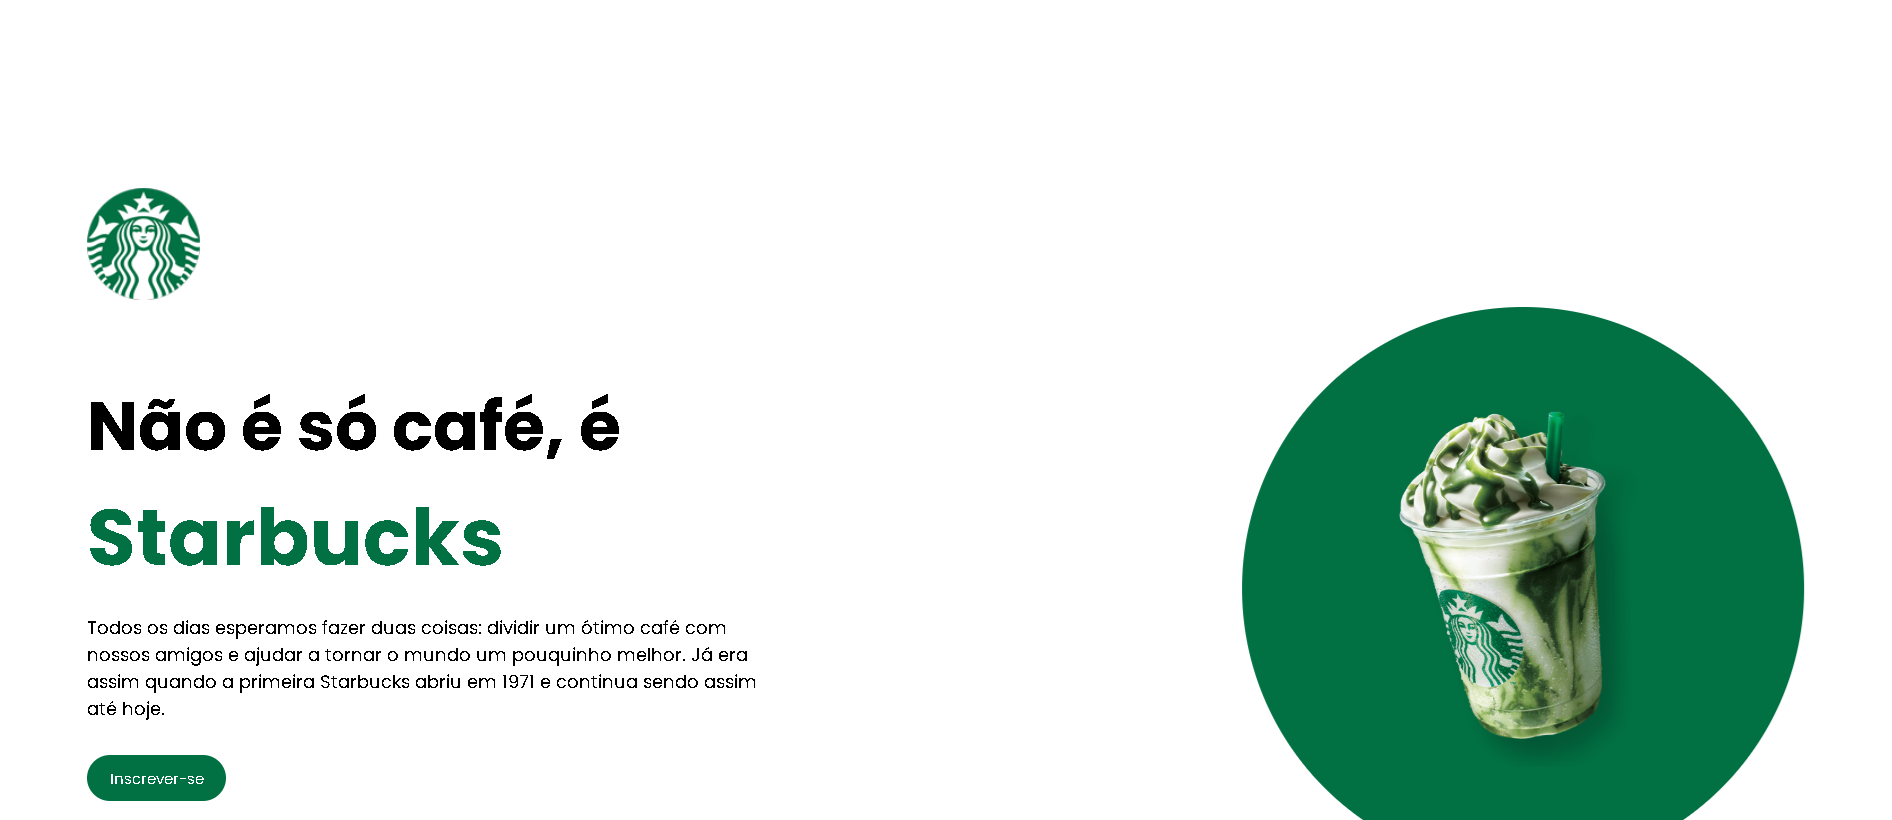 Não é só café, é
Starbucks
Todos os dias esperamos fazer duas coisas: dividir um ótimo café com
nossos amigos e ajudar a tornar o mundo um pouquinho melhor. Já era
assim quando a primeira Starbucks abriu em 1971 e continua sendo assim
até hoje.
Inscrever-se